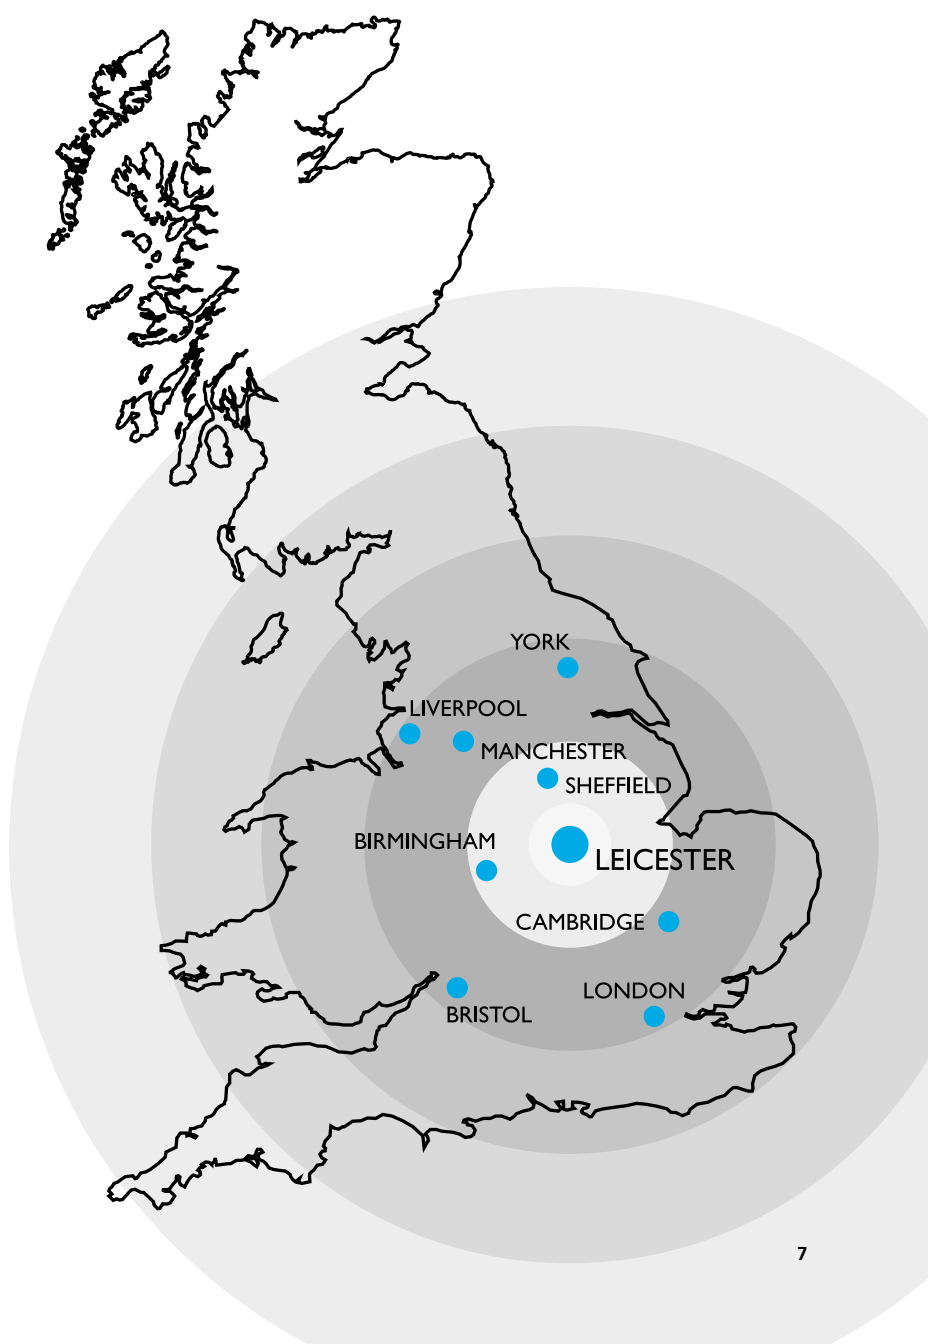 YORK
LIVERPOOL
MANCHESTER
SHEFFIELD
BIRMINGHAM
LEICESTER
CAMBRIDGE
LONDON
BRISTOL
7